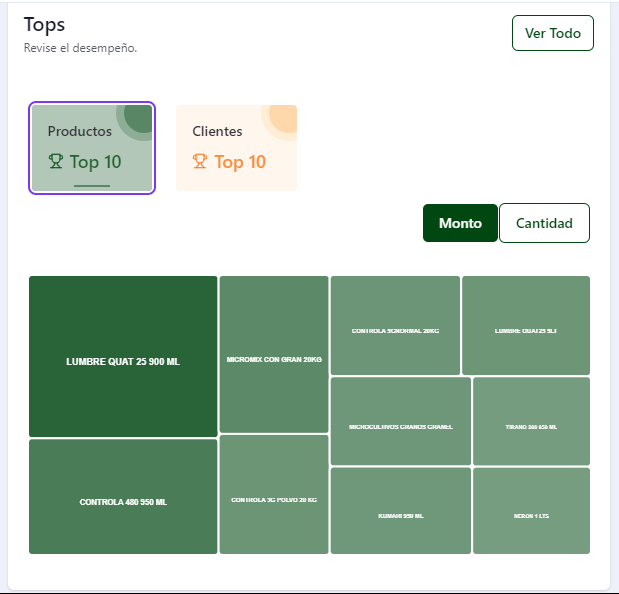 Tops
Revise el desempeño.
Ver Todo
Productos
Top 10
Clientes
Top 10
Monto
Cantidad
LUMBRE QUAT 25 900 ML
MICROMIX CON GRAN 20KG
CONTROLA 5GNORMAL 20KG
LUMBRE QUAT 25 5LT
MICROCULTIVOS GRANOS GRANEL
TIRANO 300 950 ML
CONTROLA 480 950 ML
CONTROLA 3G POLVO 20 KG
KUMARI 950 ML
NERON 1 LTS